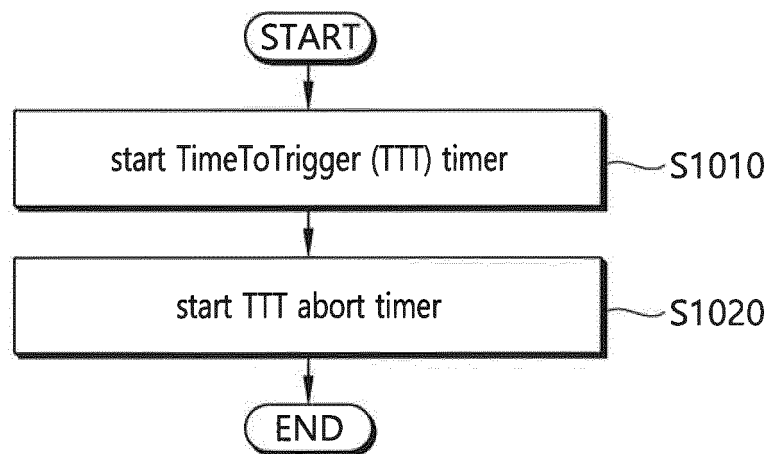 START
start TimeToTrigger (TTT) timer
S1010
start TTT abort timer
S1020
END